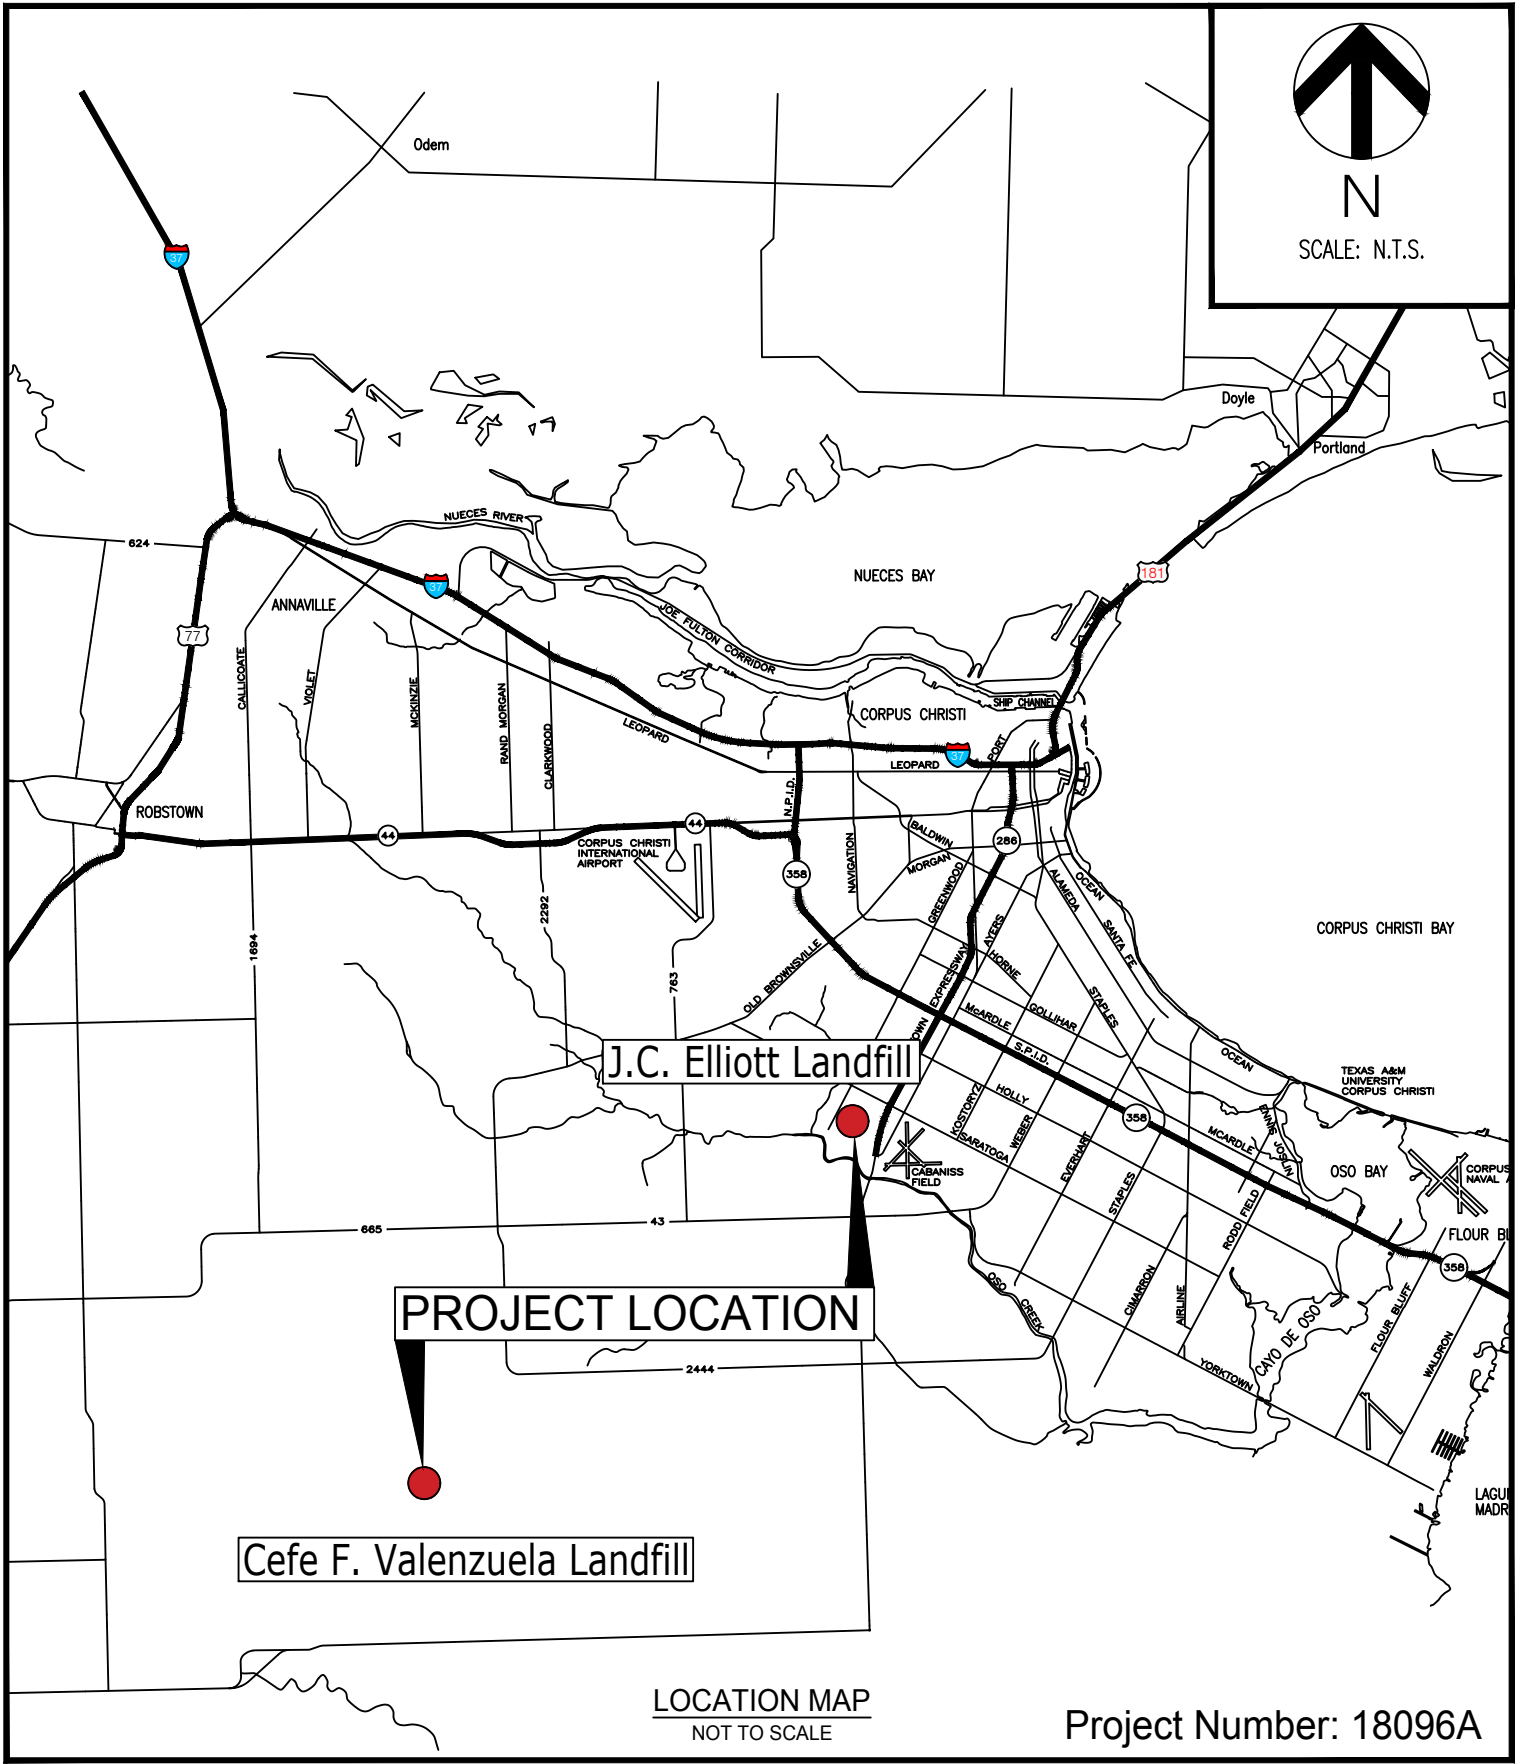 N
SCALE: N.T.S.
Odem
37
Doyle
Portland
NUECES RIVER
624
NUECES BAY
181
37
ANNAVILLE
JOE FULTON CORRIDOR
77
CALLICOATE
VIOLET
MCKINZIE
RAND MORGAN
CLARKWOOD
LEOPARD
SHIP CHANNEL
CORPUS CHRISTI
PORT
37
LEOPARD
N.P.I.D.
ROBSTOWN
44
44
CORPUS CHRISTI
INTERNATIONAL
AIRPORT
358
NAVIGATION
BALDWIN
MORGAN
286
GREENWOOD
ALAMEDA
OCEAN
2292
1694
763
OLD BROWNSVILLE
EXPRESSWAY
AYERS
HORNE
SANTA FE
CORPUS CHRISTI BAY
STAPLES
GOLLIHAR
McARDLE
S.P.I.D.
OCEAN
J.C. Elliott Landfill
TEXAS A&M
UNIVERSITY
CORPUS CHRISTI
KOSTORYZ
HOLLY
WEBER
SARATOGA
358
MCARDLE
ENNIS JOSLIN
EVERHART
STAPLES
CABANISS
FIELD
OSO BAY
CORPUS
NAVAL
RODD FIELD
FLOUR
665
43
358
OSO CREEK
CIMARRON
AIRLINE
CAYO DE OSO
FLOUR BLUFF
WALDRON
PROJECT LOCATION
2444
YORKTOWN
Cefe F. Valenzuela Landfill
LOCATION MAP
NOT TO SCALE
Project Number: 18096A